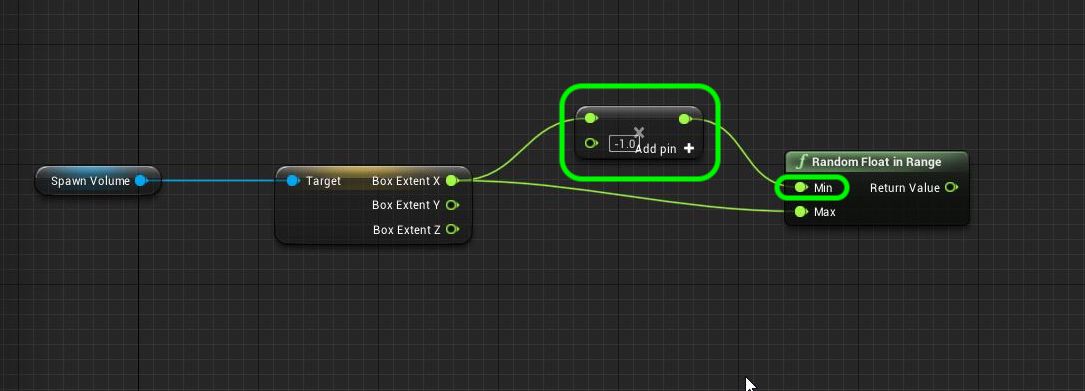 Spawn Volume
Target
Box Extent X
Box Extent Y
Box Extent Z
-1.0
Add pin +
f Random Float in Range
Min
Return Value
Max